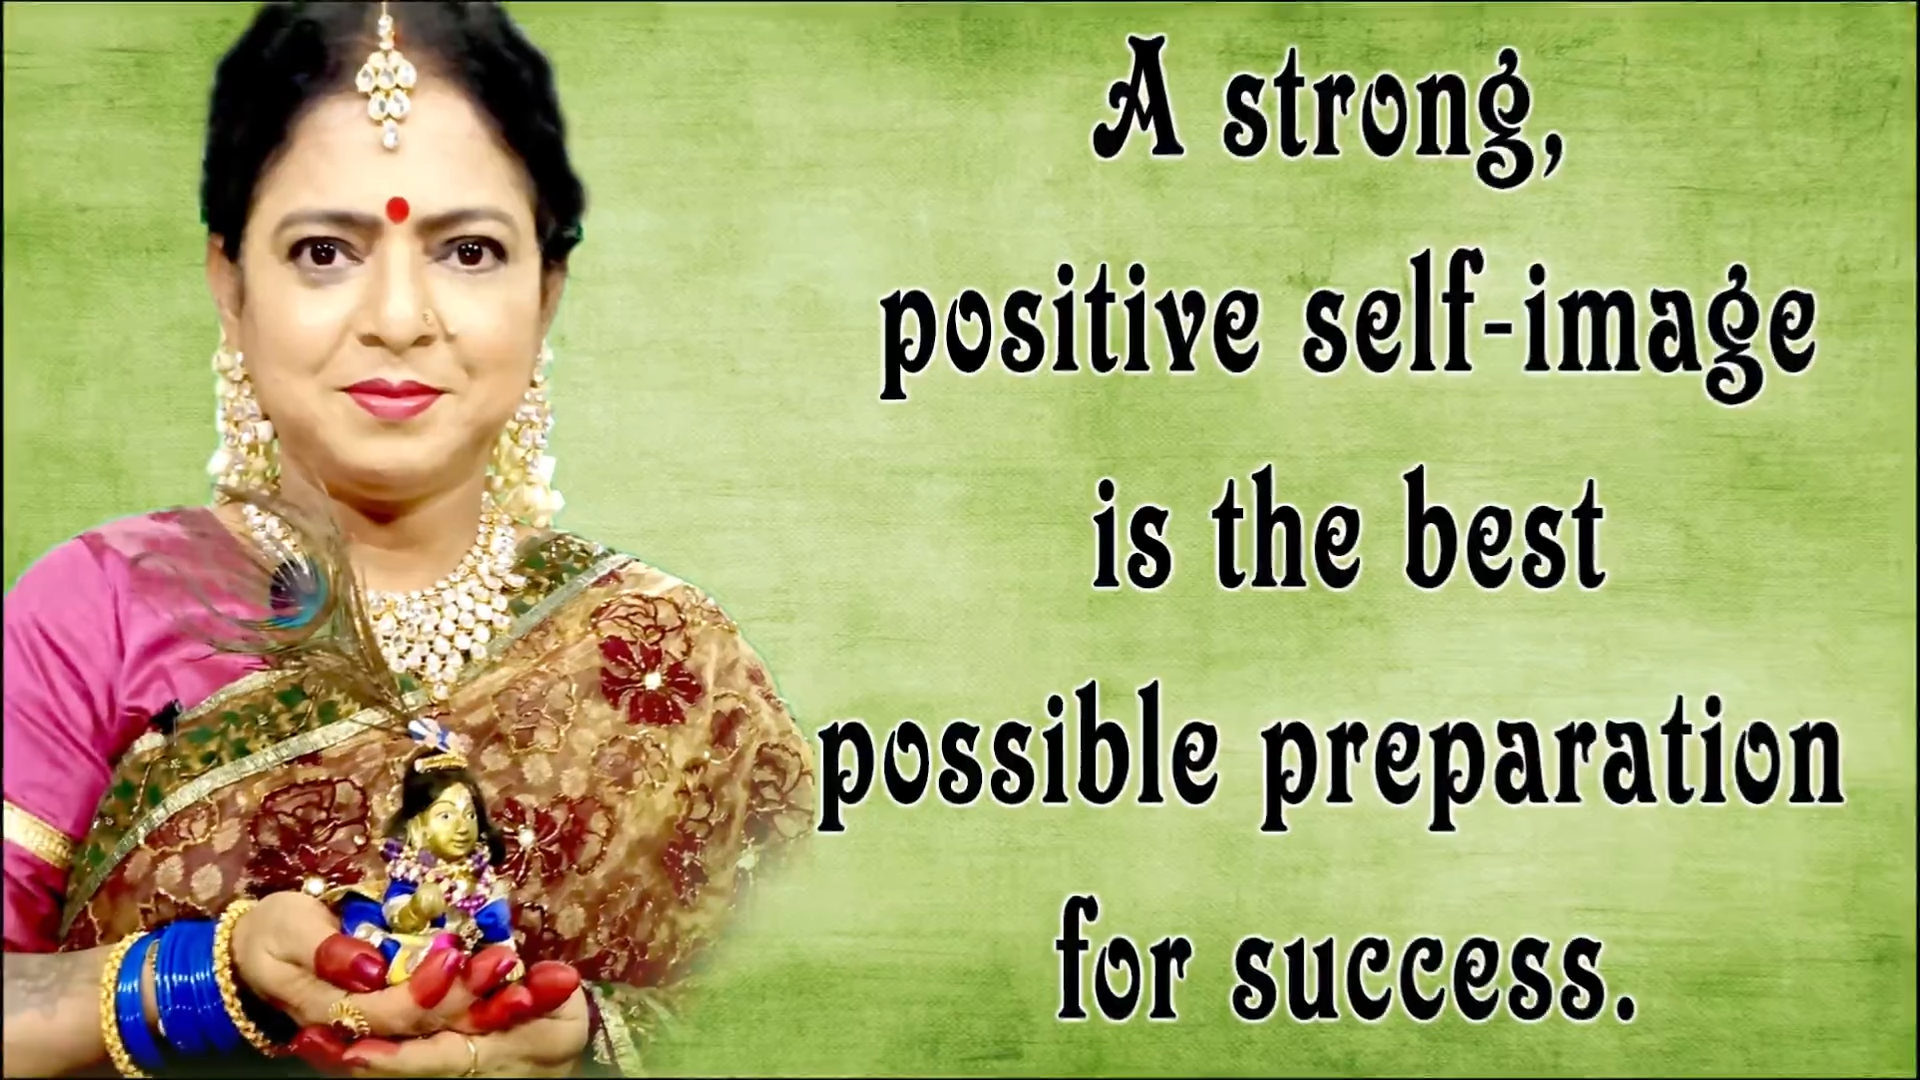 A strong,
positive self-image
is the best
possible preparation
for success.